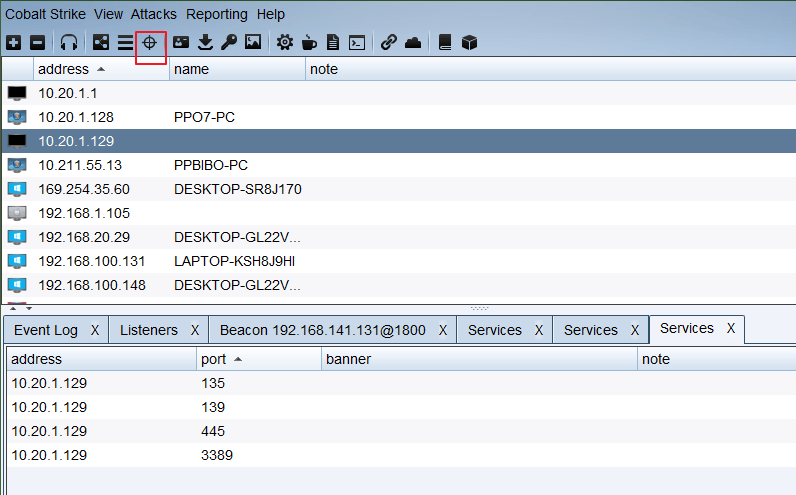 Cobalt Strike View Attacks Reporting Help
address name note
10.20.1.1
10.20.1.128 PPO7-PC
10.20.1.129
10.211.55.13 PPBIBO-PC
169.254.35.60 DESKTOP-SR8J170
192.168.1.105
192.168.20.29 DESKTOP-GL22V...
192.168.100.131 LAPTOP-KSH8J9HI
192.168.100.148 DESKTOP-GL22V...
Event Log X Listeners X Beacon 192.168.141.131@1800 X Services X Services X Services X
address port banner note
10.20.1.129 135
10.20.1.129 139
10.20.1.129 445
10.20.1.129 3389